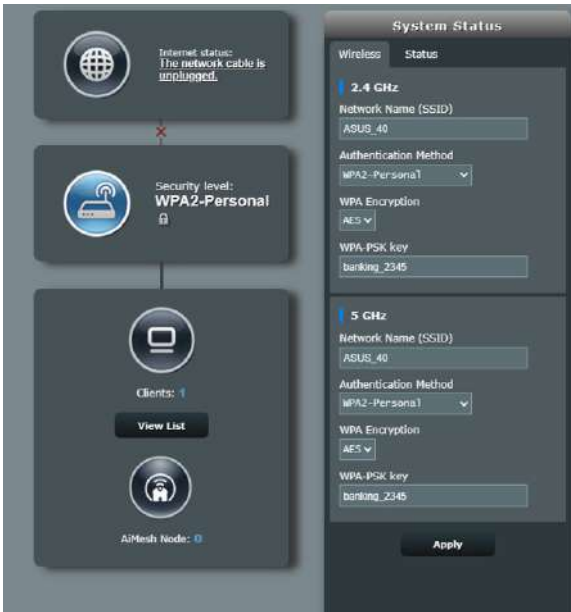 Internet status:
The network cable is
unplugged.
Security level:
WPA2-Personal
Clients: 1
View List
AiMesh Node: 0
System Status
Wireless Status
2.4 GHz
Network Name (SSID)
ASUS_40
Authentication Method
WPA2-Personal
WPA Encryption
AES
WPA-PSK key
banking_2345
5 GHz
Network Name (SSID)
ASUS_40
Authentication Method
WPA2-Personal
WPA Encryption
AES
WPA-PSK key
banking_2345
Apply